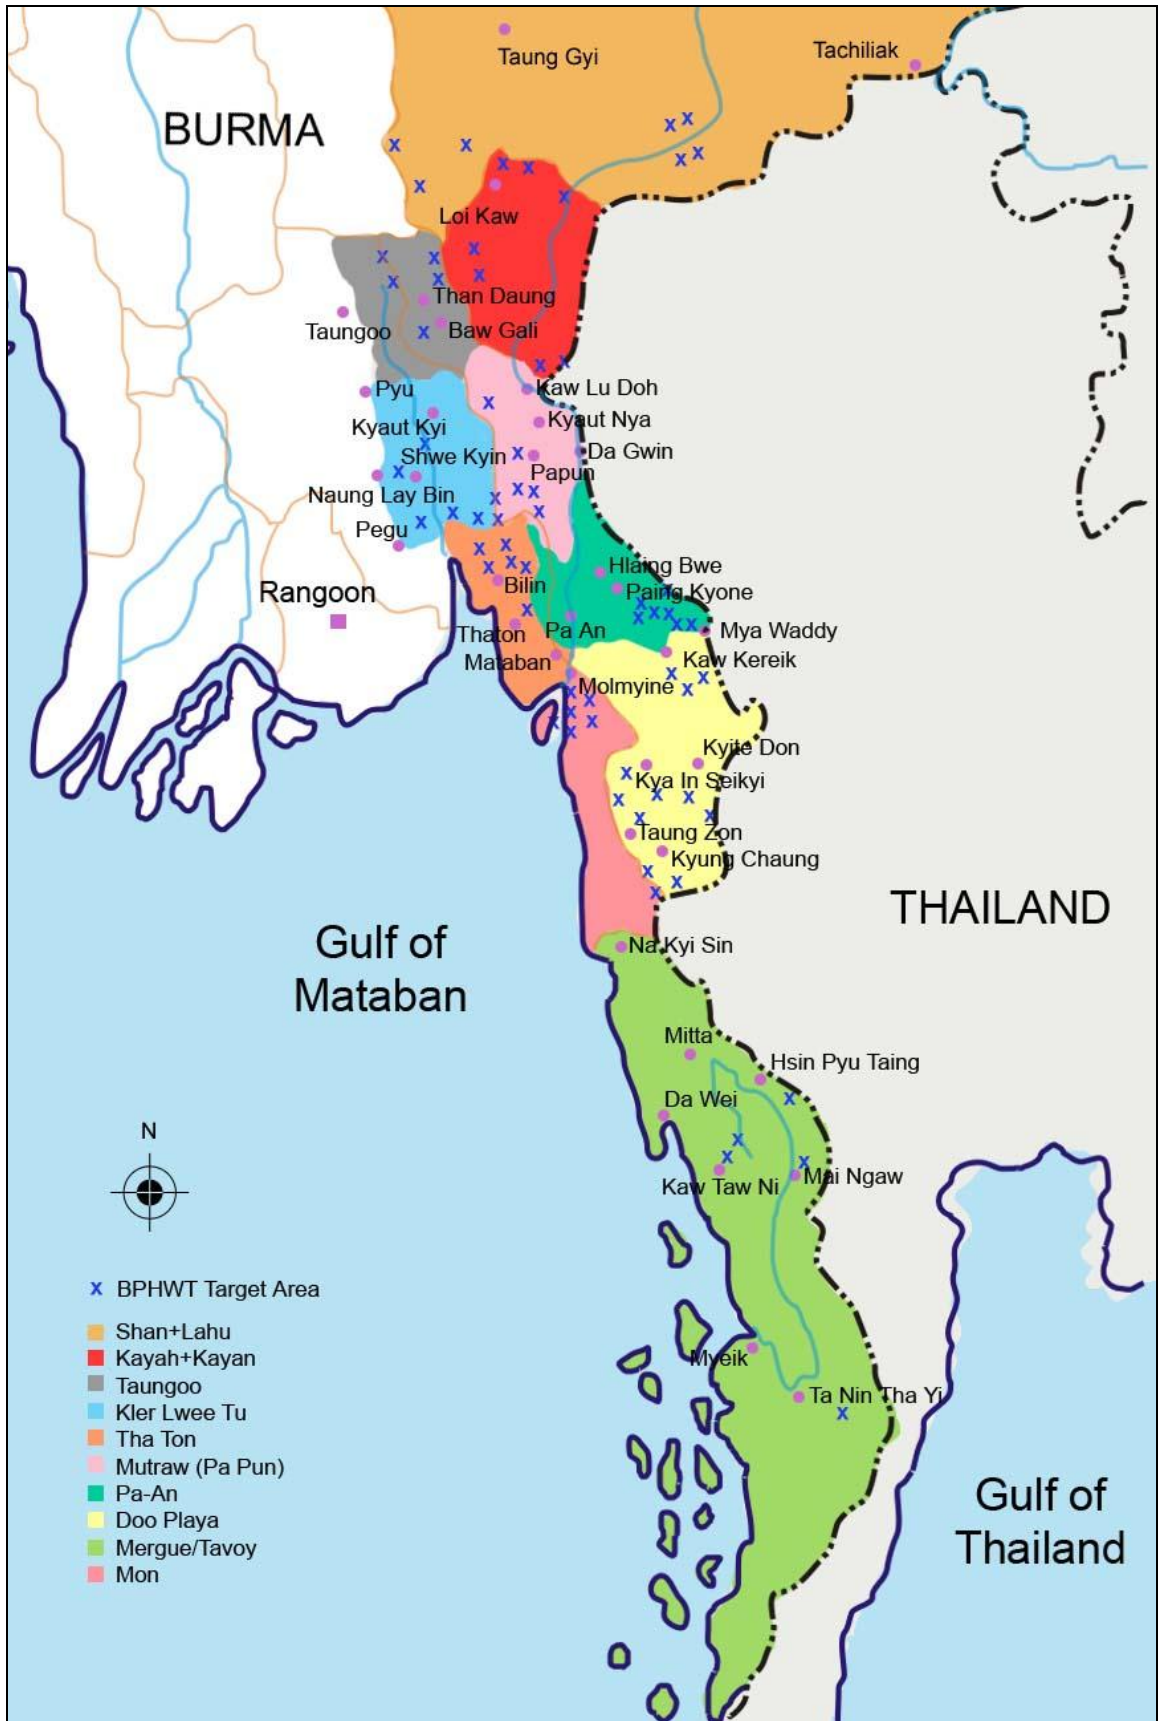 Taung Gyi
Tachiliak
BURMA
Loi Kaw
Than Daung
Taungoo
Baw Gali
Pyu
Kaw Lu Doh
Kyaut Kyi
Kyaut Nya
Shwe Kyin
Da Gwin
Papun
Naung Lay Bin
Pegu
Hlaing Bwe
Rangoon
Bilin
Paing Kyone
Thaton
Pa An
Mya Waddy
Mataban
Kaw Kereik
Molmyine
Kyite Don
Kya In Seikyi
Taung Zon
Kyung Chaung
THAILAND
Gulf of
Mataban
Na Kyi Sin
Mitta
Hsin Pyu Taing
Da Wei
N
Kaw Taw Ni
Mai Ngaw
x BPHWT Target Area
Shan+Lahu
Kayah+Kayan
Taungoo
Kler Lwee Tu
Tha Ton
Mutraw (Pa Pun)
Pa-An
Doo Playa
Mergue/Tavoy
Mon
Myeik
Ta Nin Tha Yi
Gulf of
Thailand